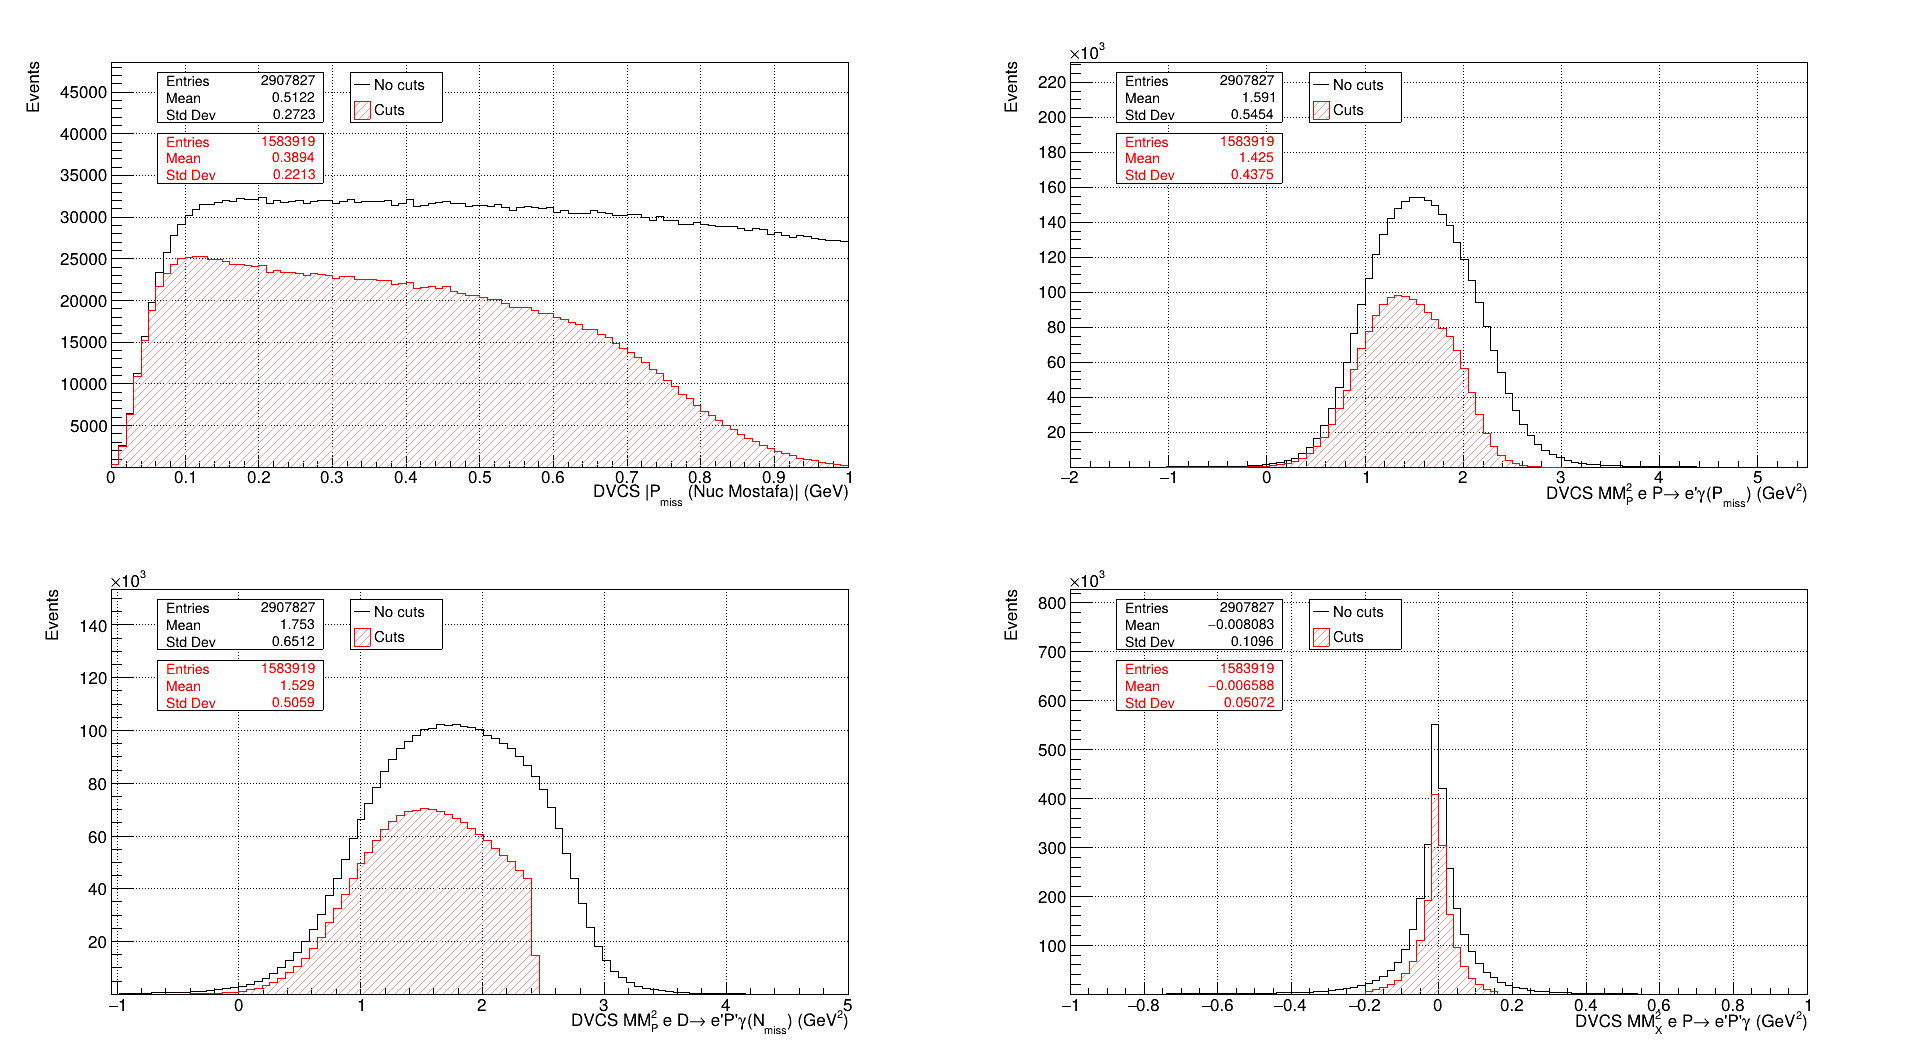 Events
Entries 2907827
Mean 0.5122
Std Dev 0.2723
Entries 1583919
Mean 0.3894
Std Dev 0.2213
No cuts
Cuts
45000
40000
35000
30000
25000
20000
15000
10000
5000
0 0.1 0.2 0.3 0.4 0.5 0.6 0.7 0.8 0.9 1
DVCS |P_miss (Nuc Mostafa)| (GeV)
×10³
Events
Entries 2907827
Mean 1.591
Std Dev 0.5454
Entries 1583919
Mean 1.425
Std Dev 0.4375
No cuts
Cuts
220
200
180
160
140
120
100
80
60
40
20
−2 −1 0 1 2 3 4 5
DVCS MM²_P e P→ e'γ(P_miss) (GeV²)
×10³
Events
Entries 2907827
Mean 1.753
Std Dev 0.6512
Entries 1583919
Mean 1.529
Std Dev 0.5059
No cuts
Cuts
140
120
100
80
60
40
20
−1 0 1 2 3 4 5
DVCS MM²_P e D→ e'P'γ(N_miss) (GeV²)
×10³
Events
Entries 2907827
Mean −0.008083
Std Dev 0.1096
Entries 1583919
Mean −0.006588
Std Dev 0.05072
No cuts
Cuts
800
700
600
500
400
300
200
100
−1 −0.8 −0.6 −0.4 −0.2 0 0.2 0.4 0.6 0.8 1
DVCS MM²_X e P→ e'P'γ (GeV²)